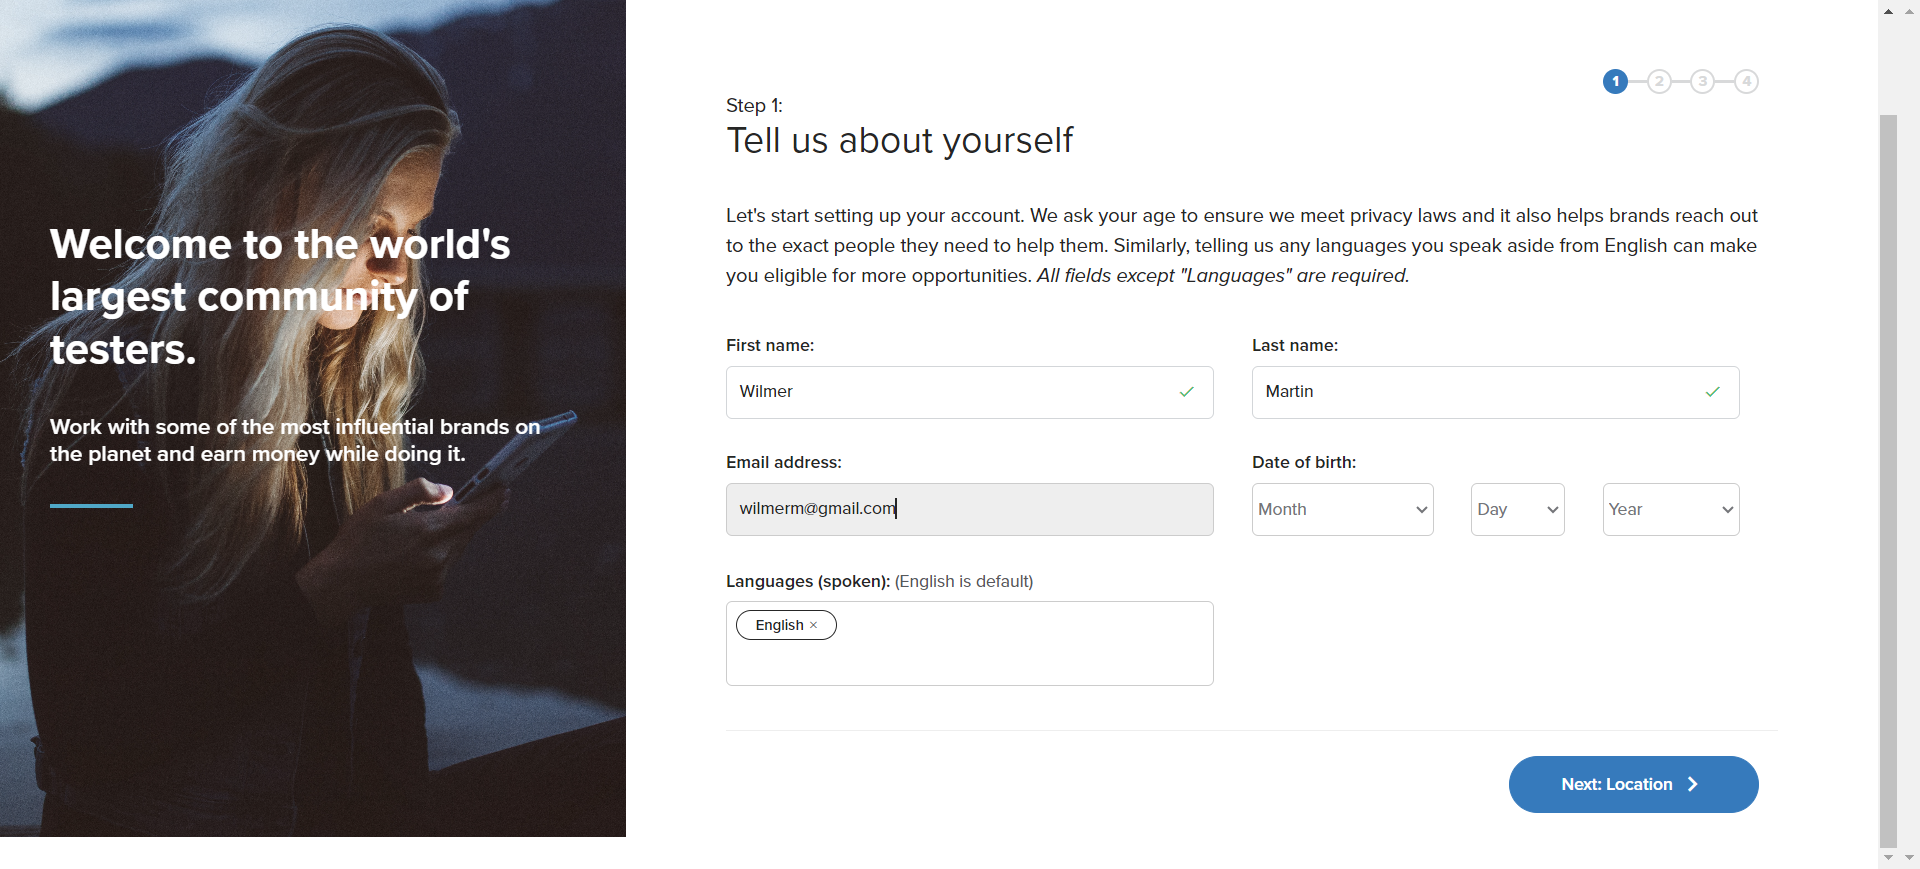 Welcome to the world's
largest community of
testers.
Work with some of the most influential brands on
the planet and earn money while doing it.
1 2 3 4
Step 1:
Tell us about yourself
Let's start setting up your account. We ask your age to ensure we meet privacy laws and it also helps brands reach out
to the exact people they need to help them. Similarly, telling us any languages you speak aside from English can make
you eligible for more opportunities. All fields except "Languages" are required.
First name:
Wilmer
Last name:
Martin
Email address:
wilmerm@gmail.com
Date of birth:
Month
Day
Year
Languages (spoken): (English is default)
English ×
Next: Location